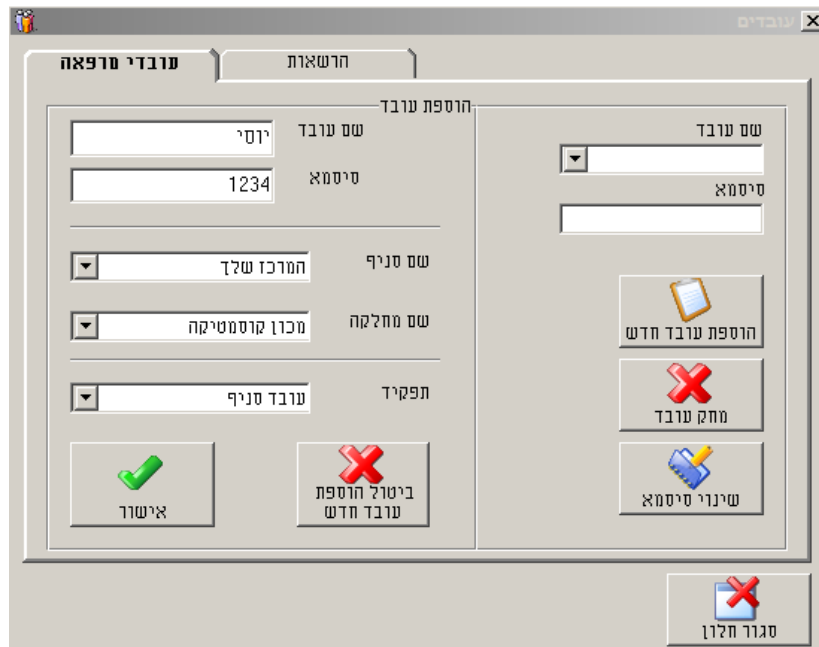 עובדים
עובדי מרפאה
הרשאות
הוספת עובד
שם עובד
סיסמא
הוספת עובד חדש
מחק עובד
שינוי סיסמא
שם עובד יוסי
סיסמא 1234
שם סניף המרכז שלך
שם מחלקה מכון קוסמטיקה
תפקיד עובד סניף
ביטול הוספת
עובד חדש
אישור
סגור חלון